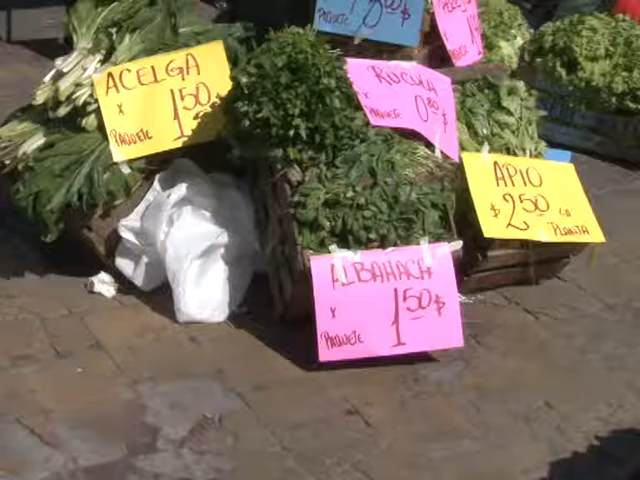 ACELGA
x
PAQUETE 1.50
RUCULA
x
PAQUETE 0.80 $
APIO
$ 2.50 LA
PLANTA
ALBAHACA
x
PAQUETE 1.50 $